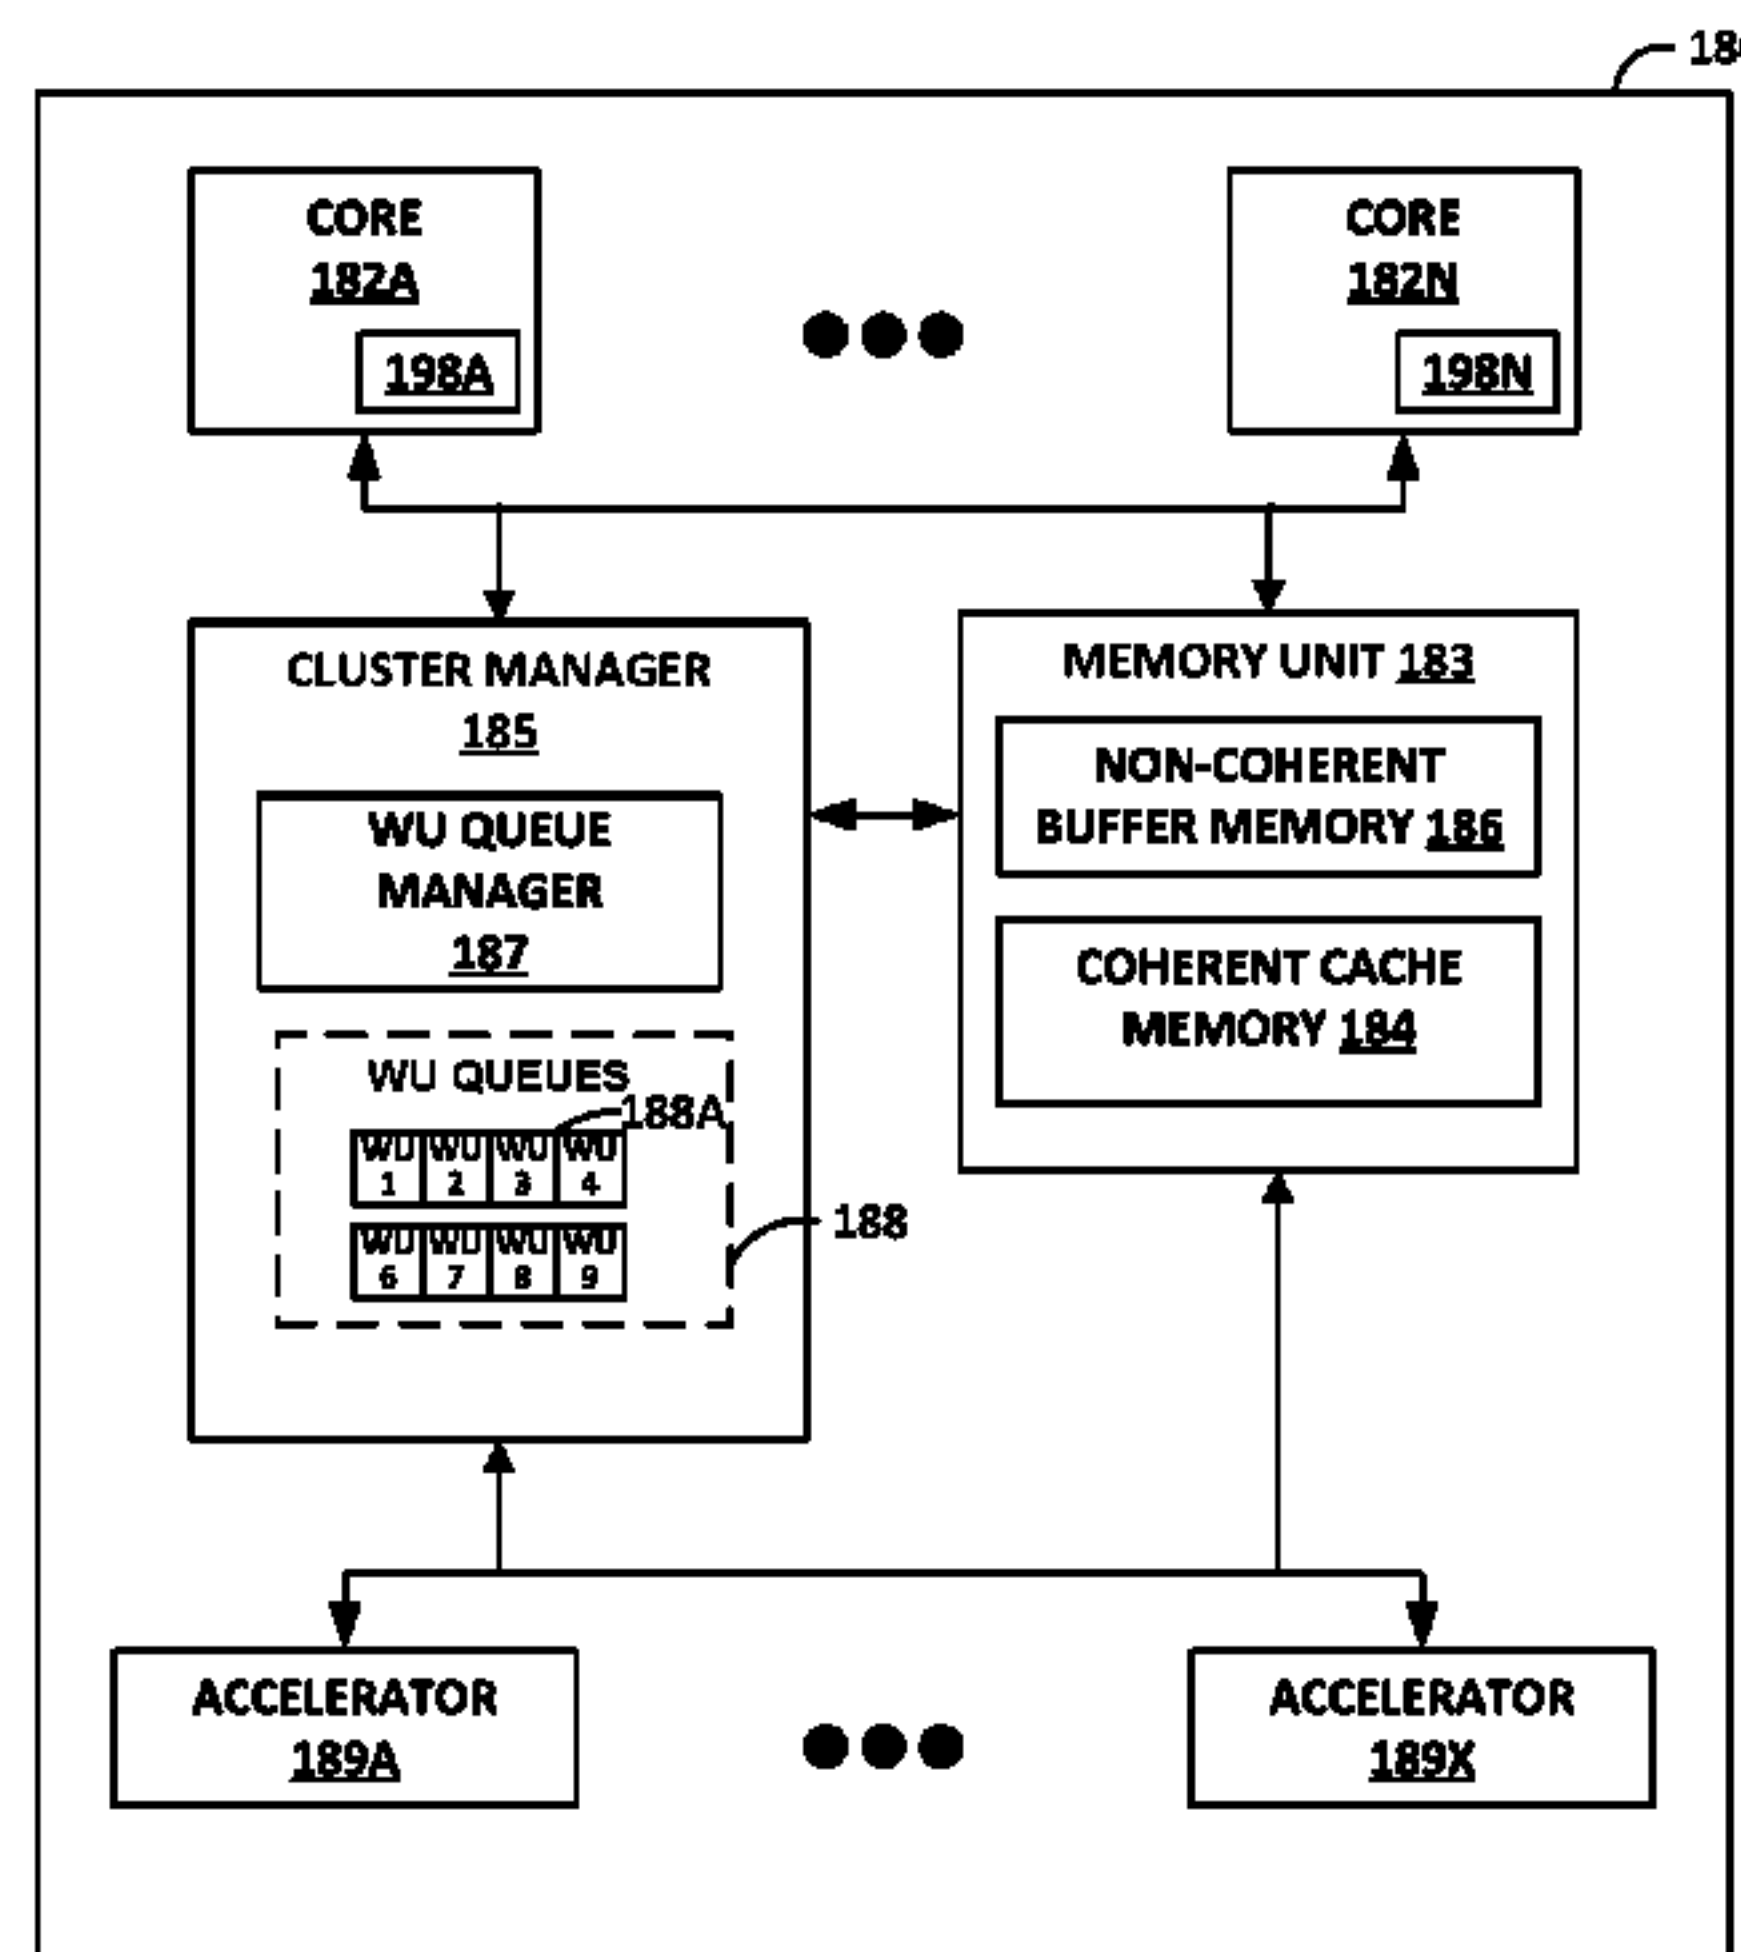 CORE
182A
198A
CORE
182N
198N
CLUSTER MANAGER
185
WU QUEUE
MANAGER
187
WU QUEUES
188A
WU WU WU WU
1 2 3 4
WU WU WU WU
6 7 8 9
188
MEMORY UNIT 183
NON-COHERENT
BUFFER MEMORY 186
COHERENT CACHE
MEMORY 184
ACCELERATOR
189A
ACCELERATOR
189X